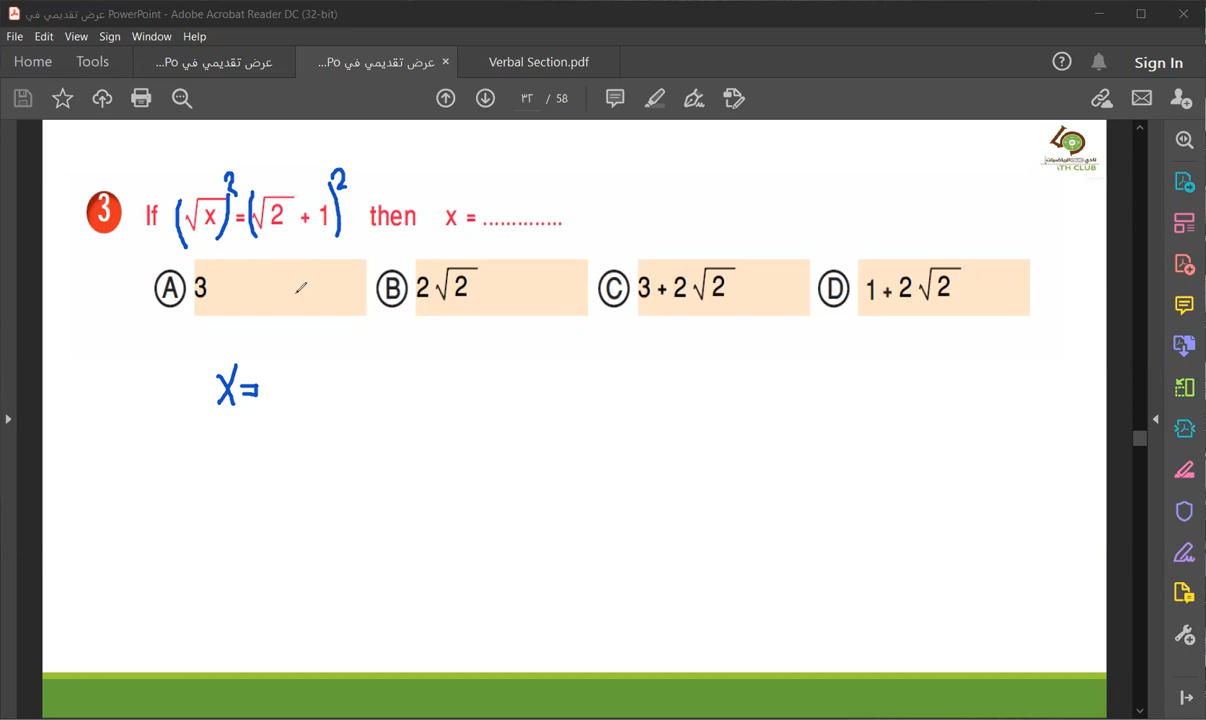 عرض تقديمي في PowerPoint - Adobe Acrobat Reader DC (32-bit)
File Edit View Sign Window Help
Home Tools عرض تقديمي في Po... عرض تقديمي في Po... × Verbal Section.pdf Sign In
٣٢ / 58
MATH CLUB
3 If (√x)² = (√2 + 1)² then x = ..............
A 3 B 2√2 C 3 + 2√2 D 1 + 2√2
X=